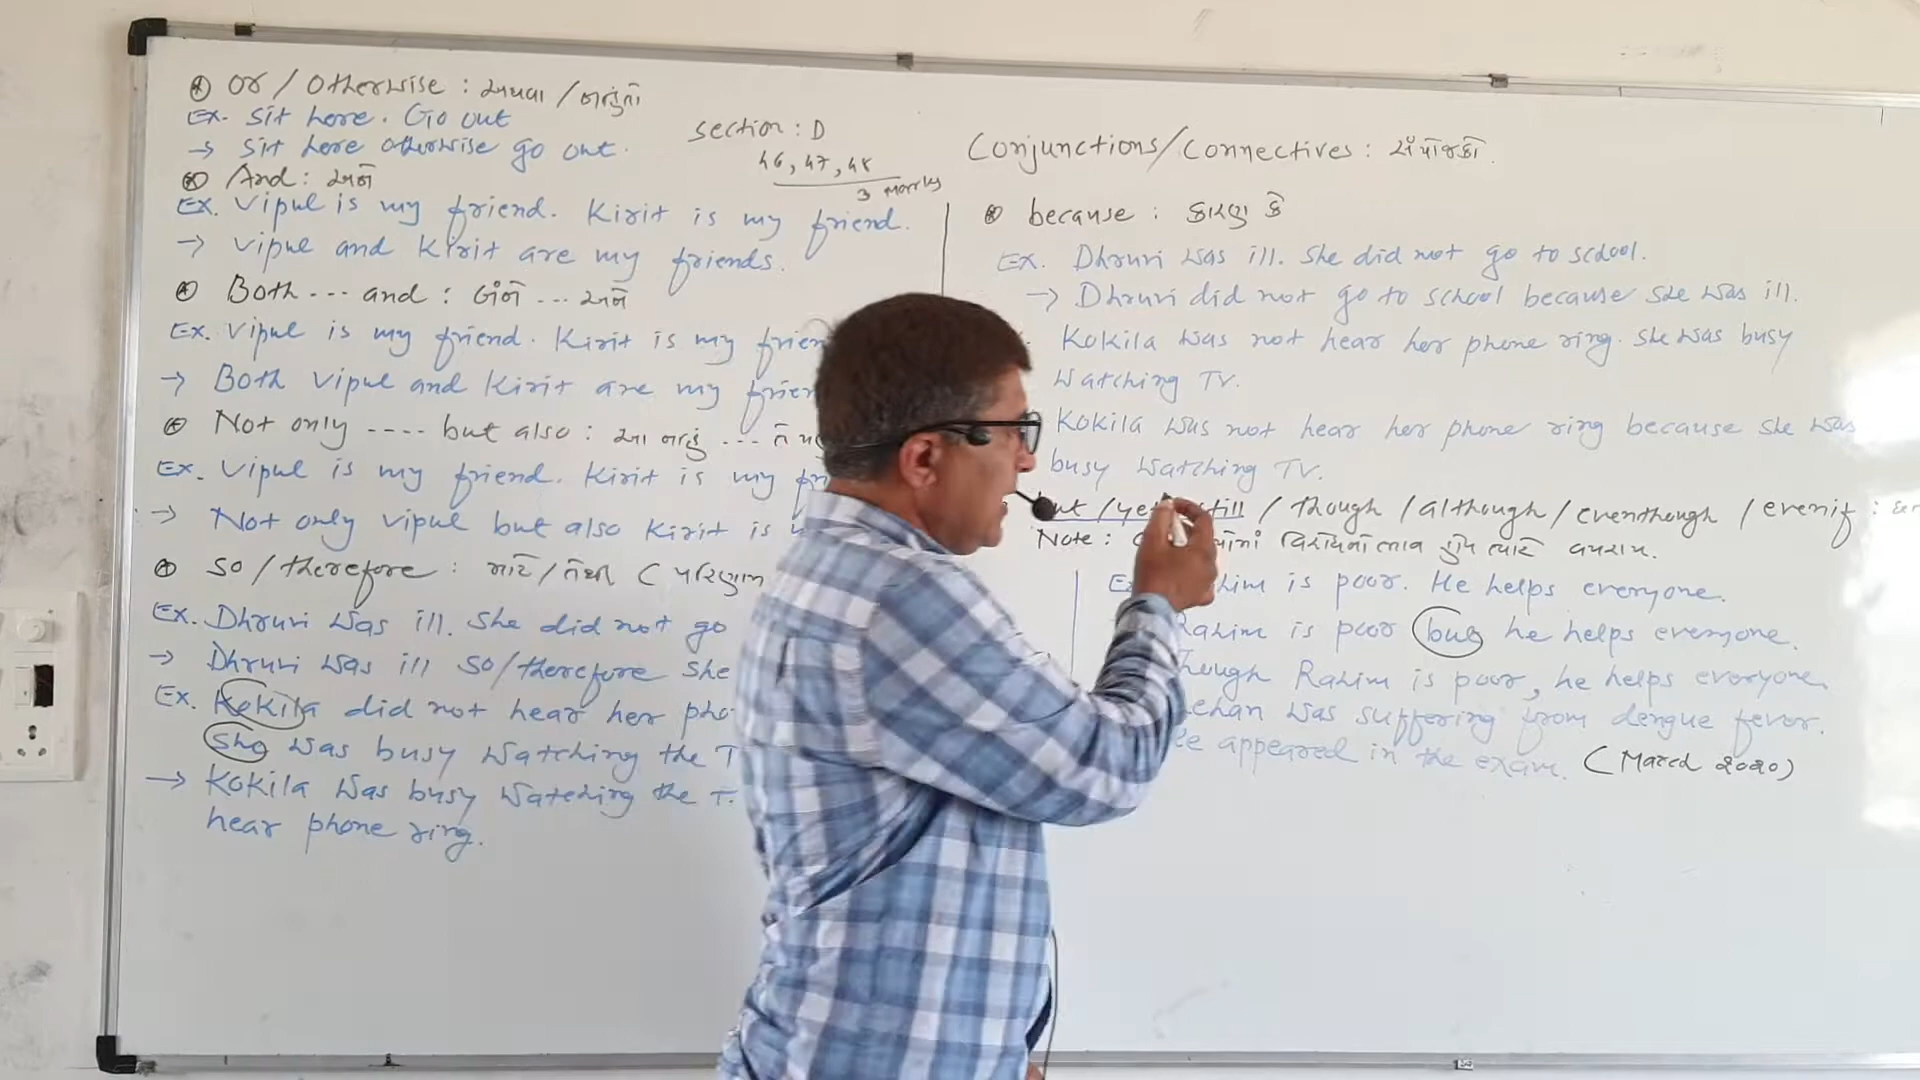 OR / Otherwise : અથવા / નહિંતો
Ex. Sit here. Go out
→ Sit here otherwise go out.
And : અને
Ex. Vipul is my friend. Kirit is my friend.
→ Vipul and Kirit are my friends.
Both --- and : બંને --- અને
Ex. Vipul is my friend. Kirit is my frien
→ Both Vipul and Kirit are my frien
Not only ---- but also : આ નહિં ---
Ex. Vipul is my friend. Kirit is my fri
→ Not only Vipul but also Kirit is
So / therefore : માટે / તેથી ( પરિણામ
Ex. Dhruvi was ill. She did not go
→ Dhruvi was ill so/therefore she
Ex. Kokila did not hear her pho
She was busy watching the T
→ Kokila was busy watching the T.
hear phone ring.
Section : D
46, 47, 48
3 marks
Conjunctions/Connectives : સંયોજકો.
because : કારણ કે
Ex. Dhruvi was ill. She did not go to school.
→ Dhruvi did not go to school because she was ill.
Kokila was not hear her phone ring. She was busy
watching TV.
Kokila was not hear her phone ring because she was
busy watching TV.
but / yet still / though / although / eventhough / evenif :
Note : વિરોધનો ભાવ હોય ત્યારે વપરાય.
Ex. him is poor. He helps everyone.
Rahim is poor but he helps everyone.
Though Rahim is poor, he helps everyone.
ehan was suffering from dengue fever.
He appeared in the exam. (March 2020)